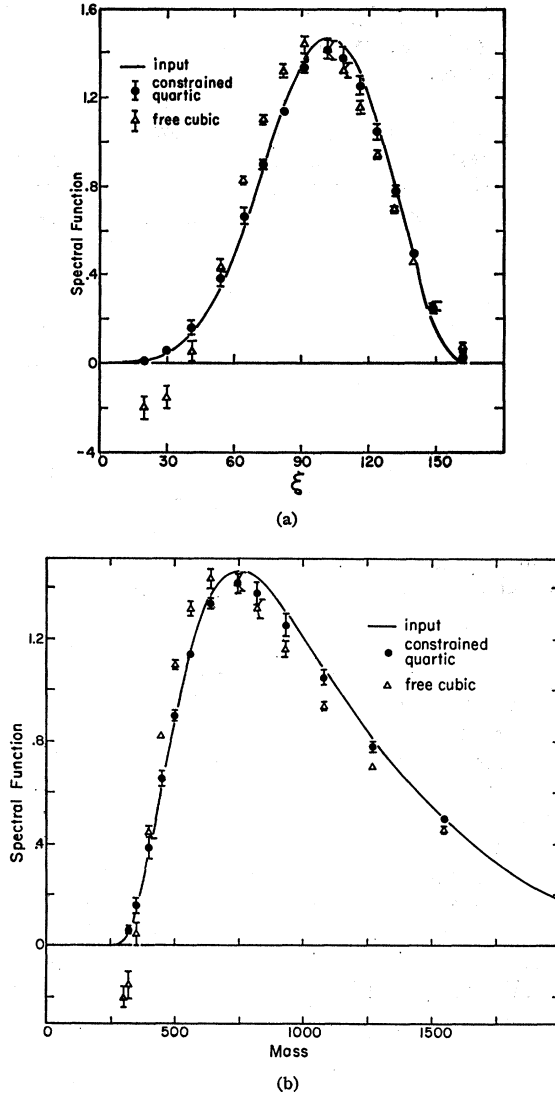 1.6
1.2
.8
.4
0
-.4
Spectral Function
input
constrained
quartic
free cubic
0 30 60 90 120 150
ξ
(a)
1.2
.8
.4
0
Spectral Function
input
constrained
quartic
free cubic
0 500 1000 1500
Mass
(b)